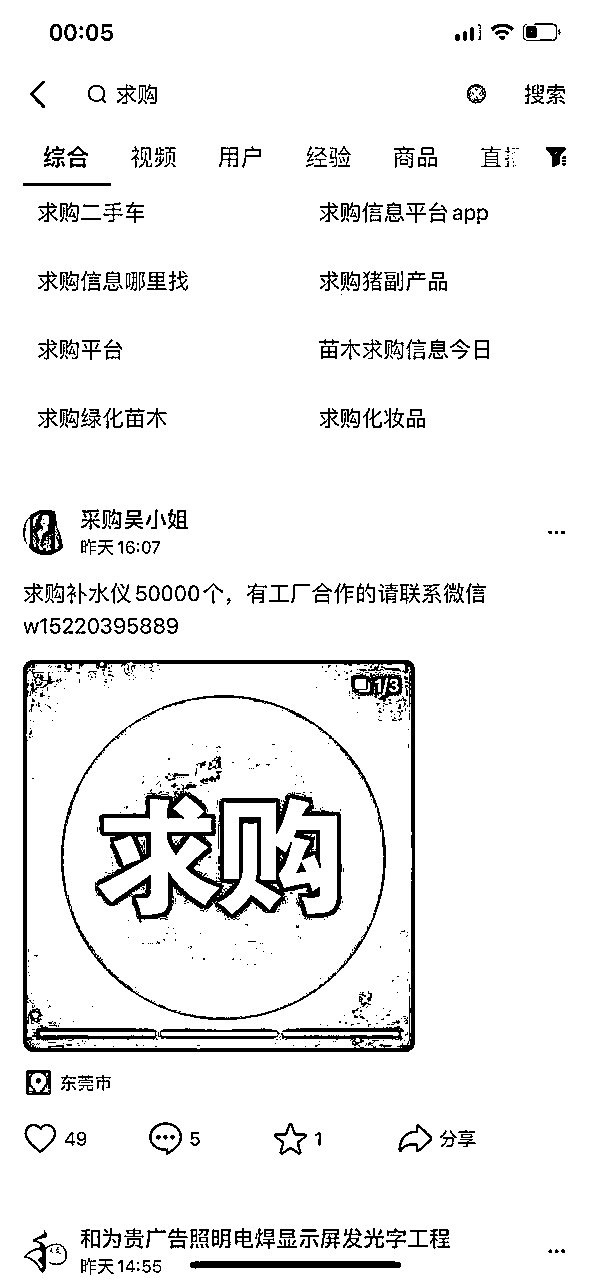 00:05
求购
搜索
综合 视频 用户 经验 商品 直播
求购二手车 求购信息平台app
求购信息哪里找 求购猪副产品
求购平台 苗木求购信息今日
求购绿化苗木 求购化妆品
采购吴小姐
昨天16:07
求购补水仪50000个，有工厂合作的请联系微信
w15220395889
1/3
求购
东莞市
49 5 1 分享
和为贵广告照明电焊显示屏发光字工程
昨天14:55